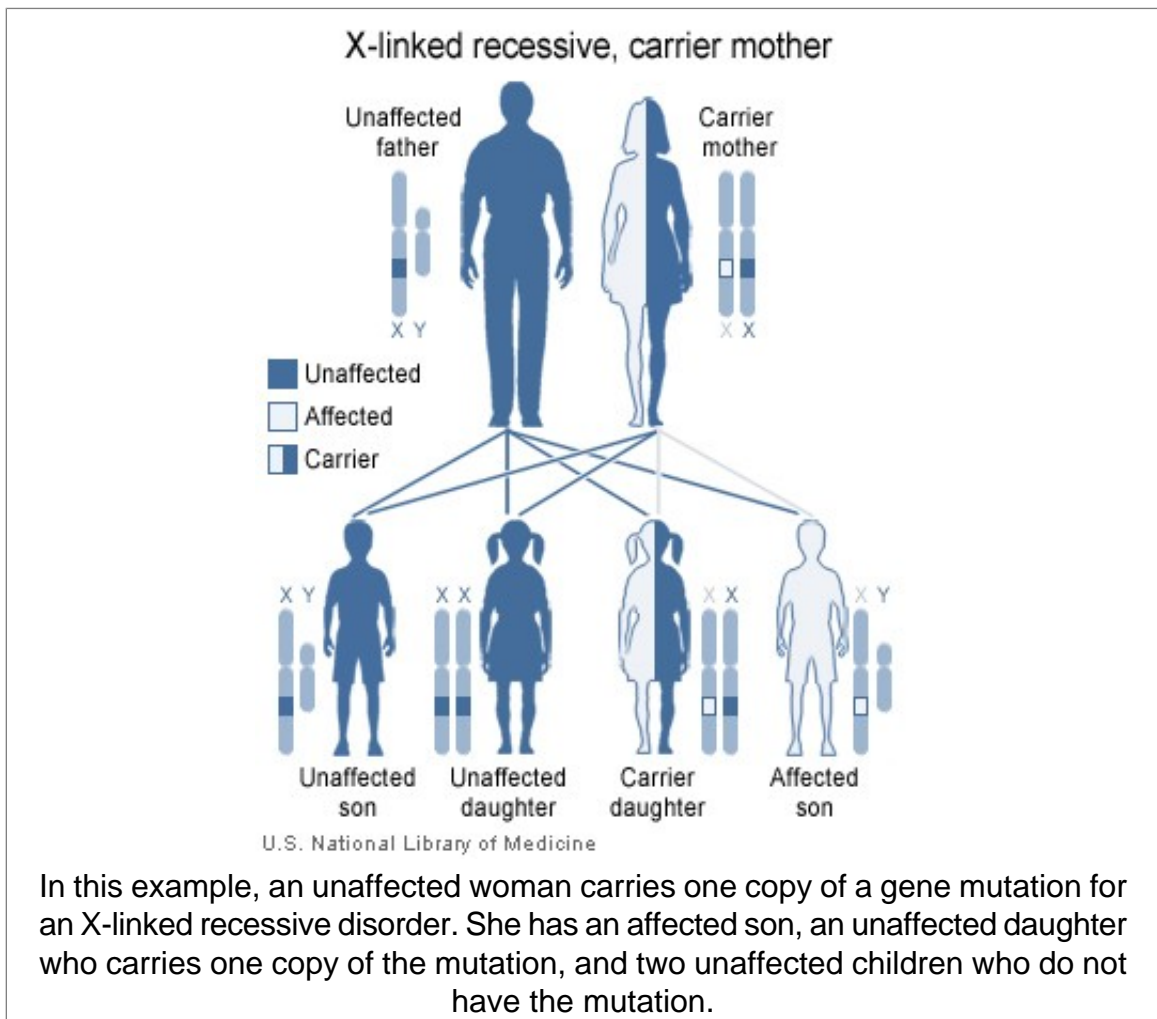 X-linked recessive, carrier mother
Unaffected
father
Carrier
mother
X Y
X X
Unaffected
Affected
Carrier
X Y
X X
X X
X Y
Unaffected
son
Unaffected
daughter
Carrier
daughter
Affected
son
U.S. National Library of Medicine
In this example, an unaffected woman carries one copy of a gene mutation for
an X-linked recessive disorder. She has an affected son, an unaffected daughter
who carries one copy of the mutation, and two unaffected children who do not
have the mutation.